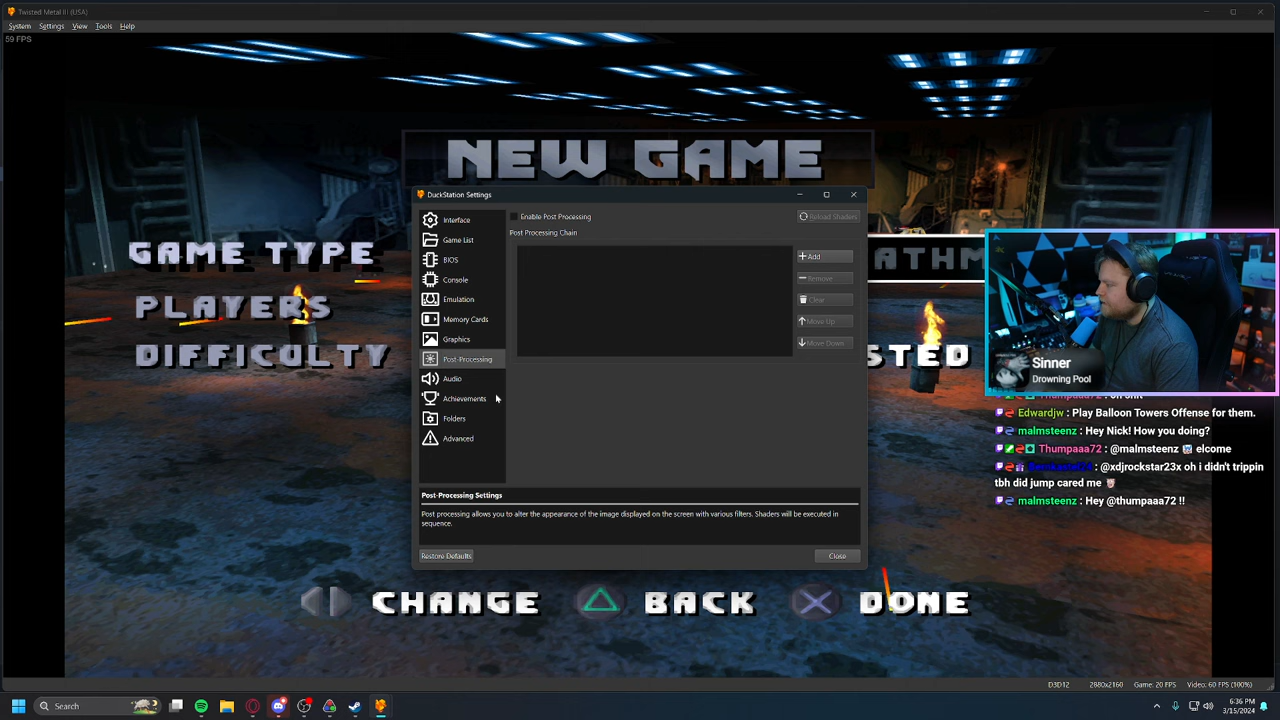 Twisted Metal III (USA)
System Settings View Tools Help
59 FPS
NEW GAME
GAME TYPE
PLAYERS
DIFFICULTY
DuckStation Settings
Interface
Game List
BIOS
Console
Emulation
Memory Cards
Graphics
Post-Processing
Audio
Achievements
Folders
Advanced
Enable Post Processing
Reload Shaders
Post Processing Chain
Add
Remove
Clear
Move Up
Move Down
Post-Processing Settings
Post processing allows you to alter the appearance of the image displayed on the screen with various filters. Shaders will be executed in
sequence.
Restore Defaults
Close
ATHM
STED
Sinner
Drowning Pool
Thumpaaa72 : oh shit
Edwardjw : Play Balloon Towers Offense for them.
malmsteenz : Hey Nick! How you doing?
Thumpaaa72 : @malmsteenz elcome
: @xdjrockstar23x oh i didn't trippin
tbh did jump cared me
malmsteenz : Hey @thumpaaa72 !!
CHANGE BACK DONE
D3D12 2880x2160 Game: 20 FPS Video: 60 FPS (100%)
Search
6:36 PM
3/15/2024